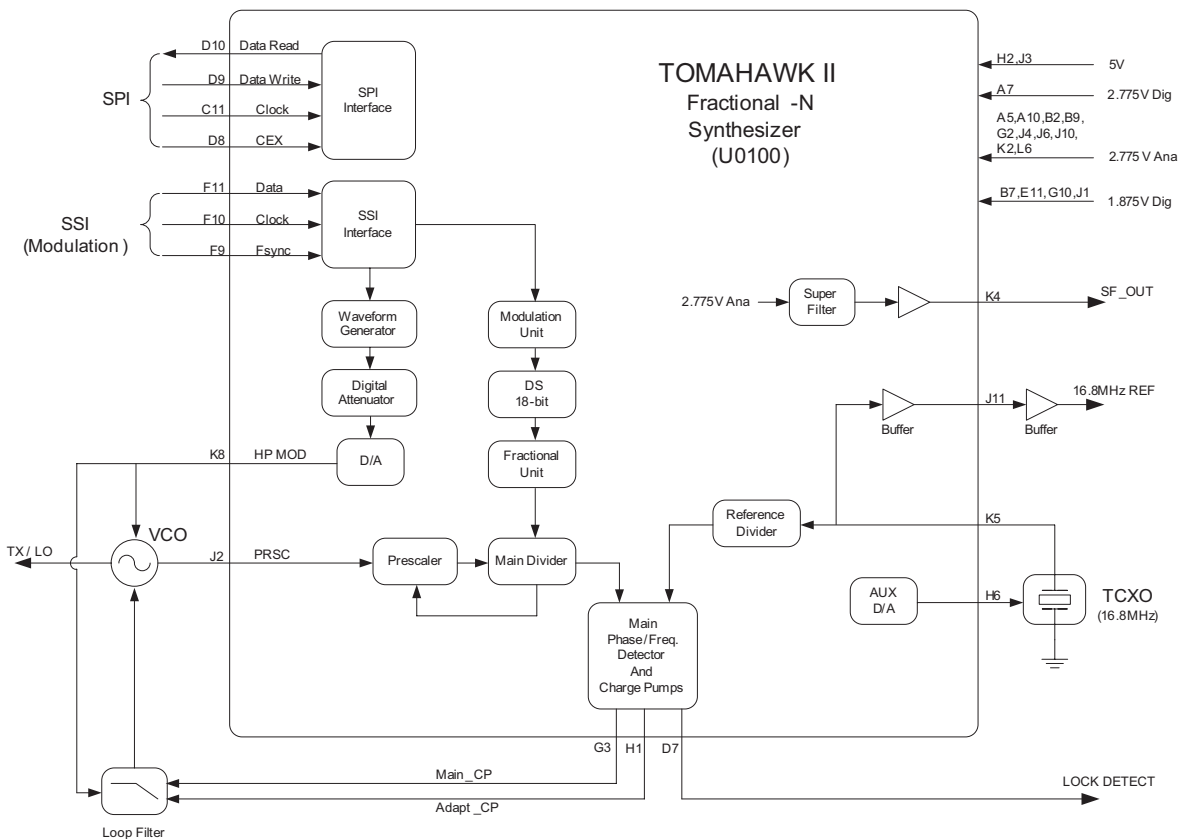 D10 Data Read
D9 Data Write
C11 Clock
D8 CEX
SPI
SPI
Interface
TOMAHAWK II
Fractional -N
Synthesizer
(U0100)
H2,J3
5V
A7
2.775V Dig
A5,A10,B2,B9,
G2,J4,J6,J10,
K2,L6
2.775 V Ana
B7,E11,G10,J1
1.875V Dig
F11 Data
F10 Clock
F9 Fsync
SSI
(Modulation )
SSI
Interface
2.775V Ana
Super
Filter
K4
SF_OUT
Waveform
Generator
Modulation
Unit
Digital
Attenuator
DS
18-bit
Buffer
J11
Buffer
16.8MHz REF
K8 HP MOD
D/A
Fractional
Unit
Reference
Divider
K5
VCO
TX / LO
J2 PRSC
Prescaler
Main Divider
AUX
D/A
H6
TCXO
(16.8MHz)
Main
Phase/Freq.
Detector
And
Charge Pumps
G3 H1 D7
Main_CP
Adapt_CP
LOCK DETECT
Loop Filter